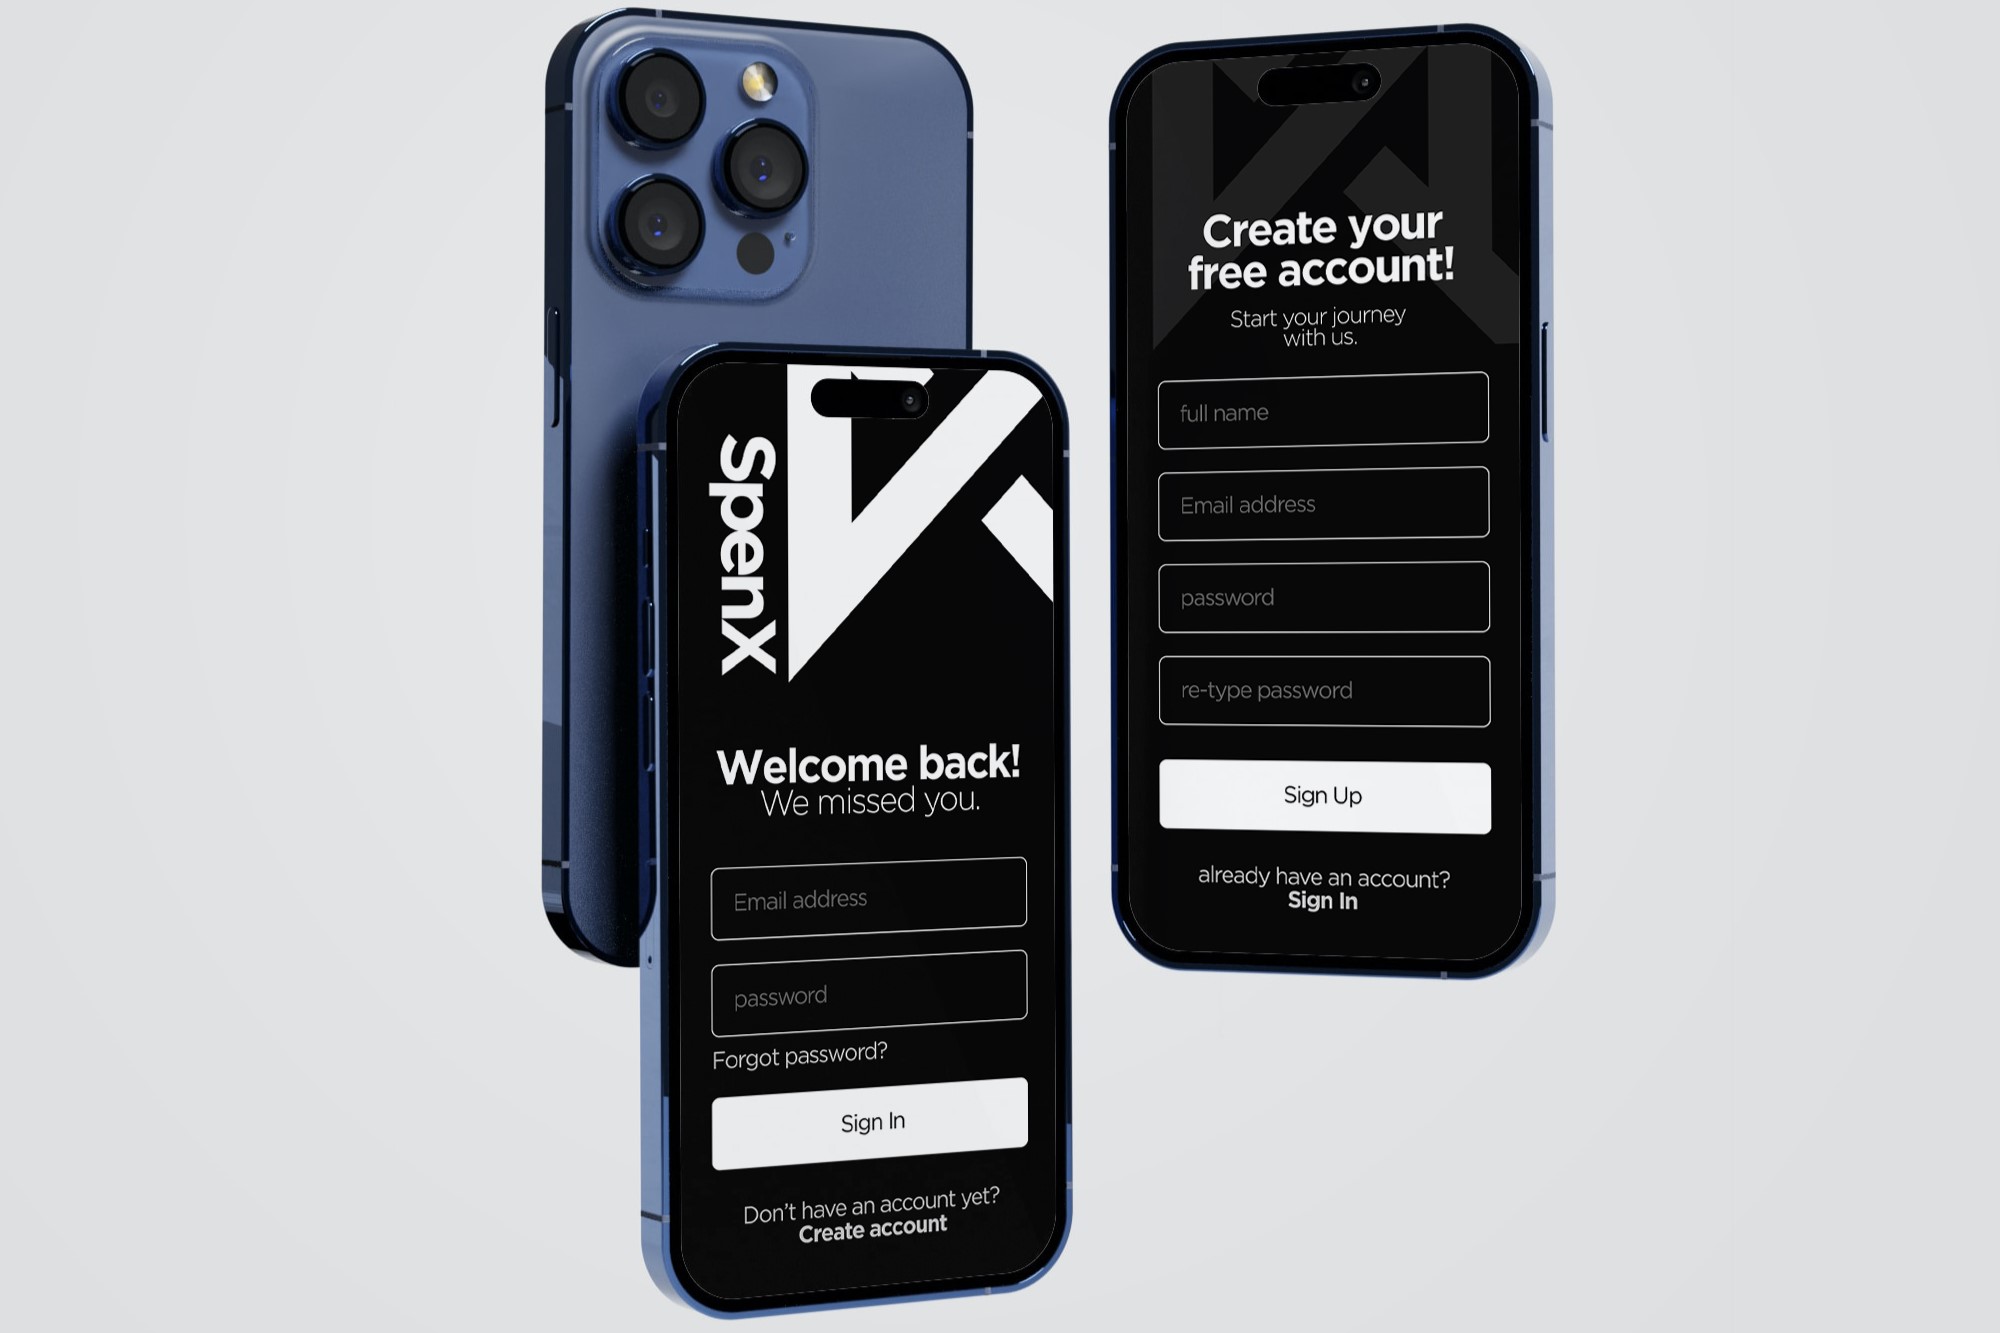 SpenX
Welcome back!
We missed you.
Email address
password
Forgot password?
Sign In
Don't have an account yet?
Create account
Create your
free account!
Start your journey
with us.
full name
Email address
password
re-type password
Sign Up
already have an account?
Sign In